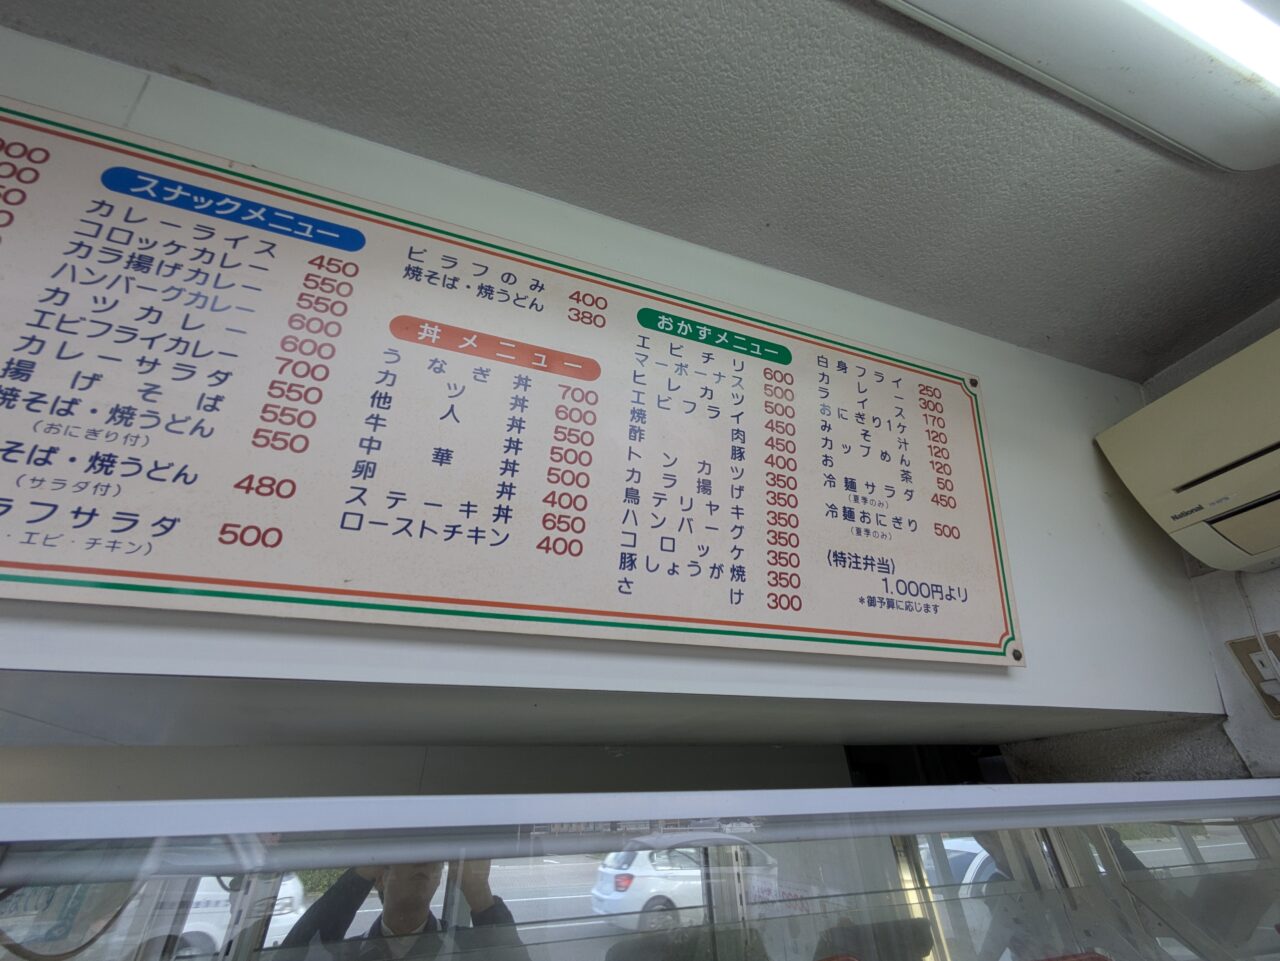 スナックメニュー
カレーライス 450
コロッケカレー 550
カラ揚げカレー 550
ハンバーグカレー 600
カツカレー 600
エビフライカレー 700
カレーサラダ 550
揚げそば 550
焼そば・焼うどん 550
(おにぎり付)
そば・焼うどん 480
(サラダ付)
ラフサラダ 500
・エビ・チキン)
ピラフのみ 400
焼そば・焼うどん 380
丼メニュー
うなぎ丼 700
カツ丼 600
他人丼 550
牛丼 500
中華丼 500
卵丼 400
ステーキ丼 650
ローストチキン 400
おかずメニュー
エビチリ 600
マーボーナス 500
ヒレカツ 500
エビフライ 450
焼肉 450
酢豚 400
トンカツ 350
カラ揚げ 350
鳥テリヤキ 350
ハンバーグ 350
コロッケ 350
豚しょうが焼 350
さけ 300
白身フライ 250
カレー 300
ライス 170
おにぎり1ケ 120
みそ汁 120
カップめん 120
お茶 50
冷麺サラダ 450
(夏季のみ)
冷麺おにぎり 500
(夏季のみ)
(特注弁当)
1.000円より
*御予算に応じます
National